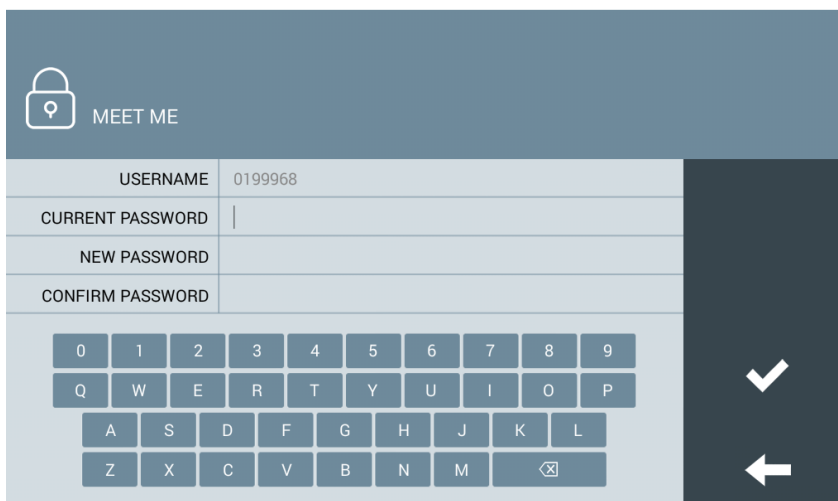 MEET ME
USERNAME 0199968
CURRENT PASSWORD
NEW PASSWORD
CONFIRM PASSWORD
0 1 2 3 4 5 6 7 8 9
Q W E R T Y U I O P
A S D F G H J K L
Z X C V B N M